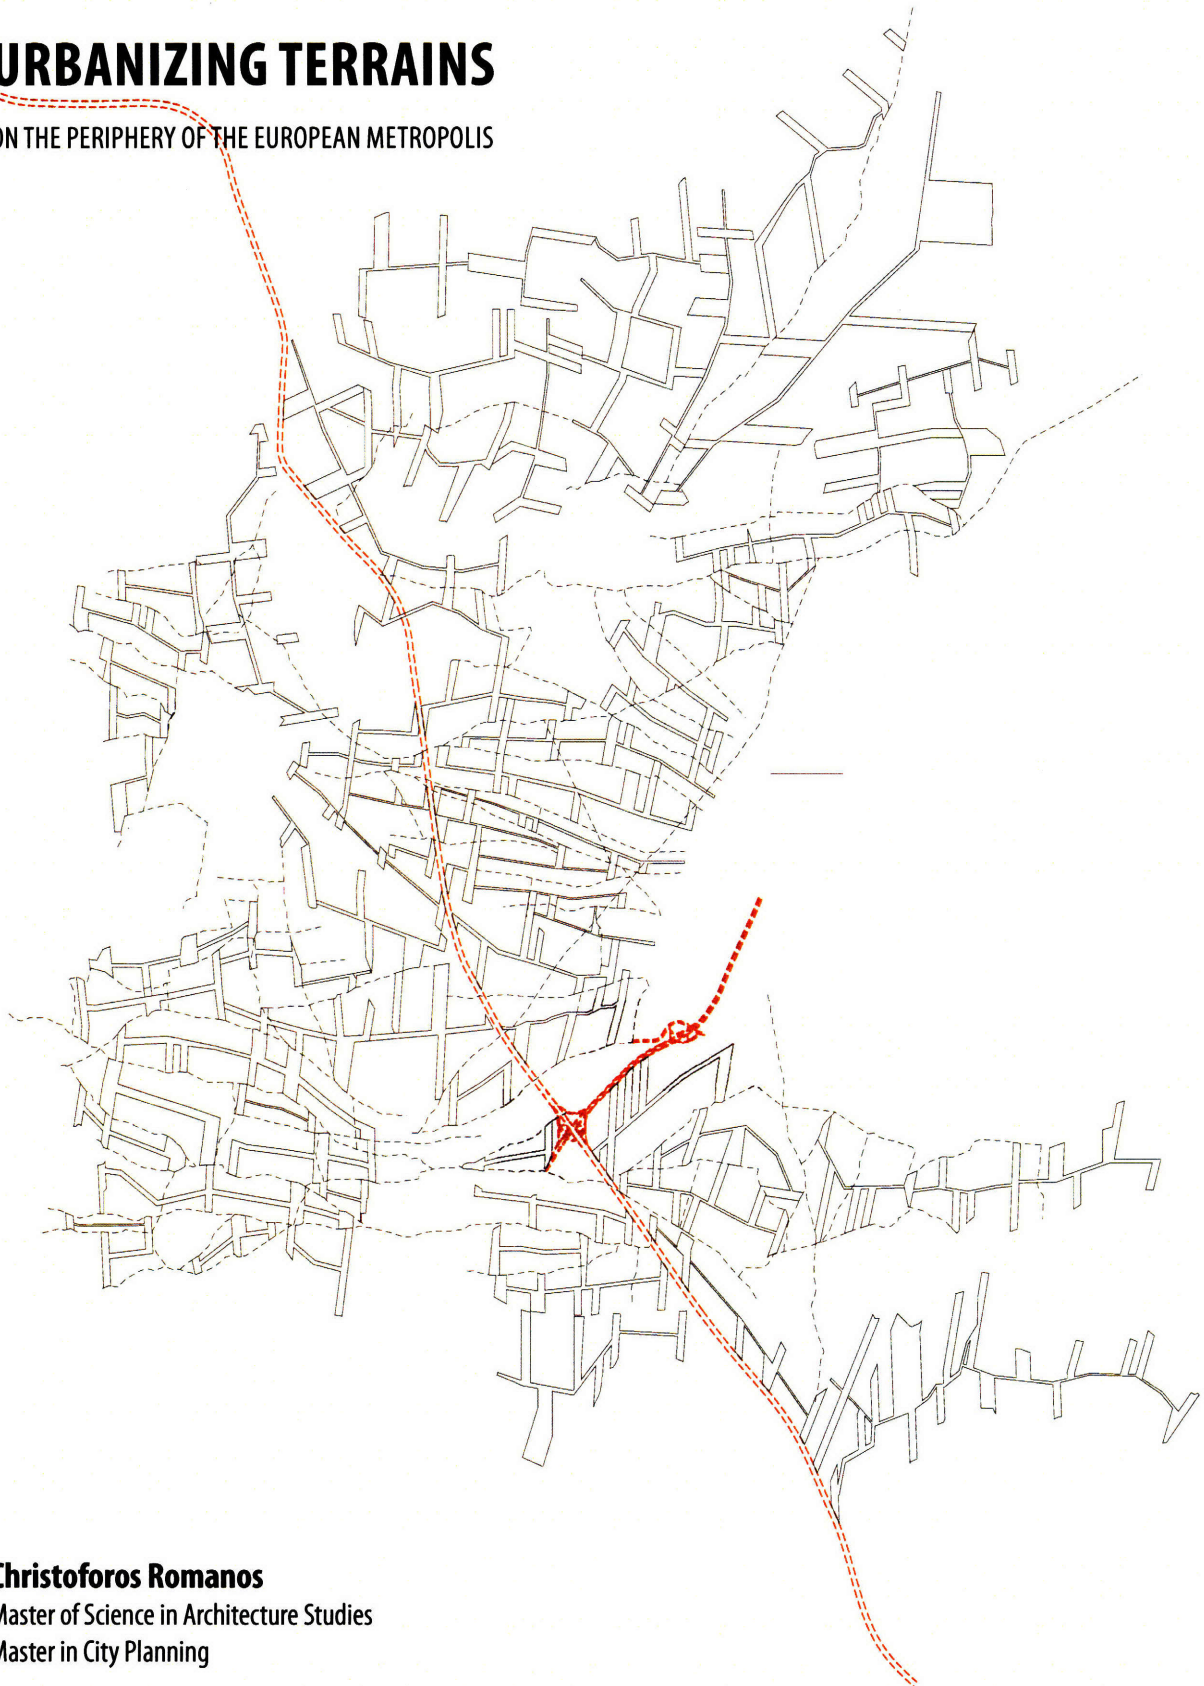 URBANIZING TERRAINS
ON THE PERIPHERY OF THE EUROPEAN METROPOLIS
Christoforos Romanos
Master of Science in Architecture Studies
Master in City Planning